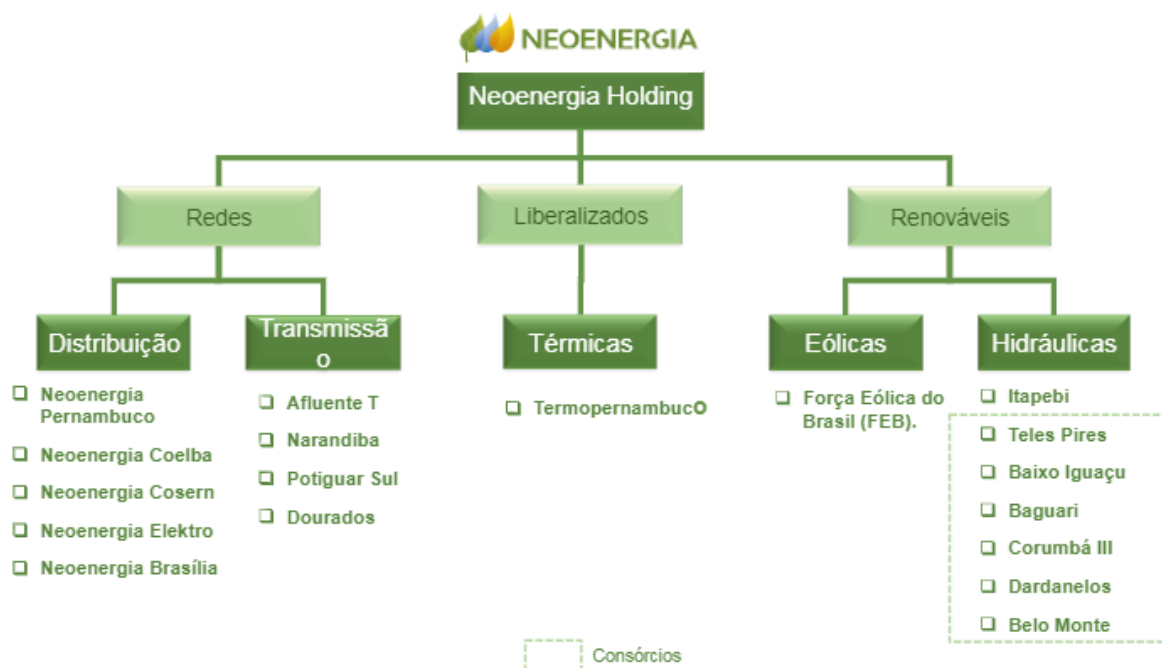 NEOENERGIA
Neoenergia Holding
Redes
Liberalizados
Renováveis
Distribuição
Transmissã
o
Térmicas
Eólicas
Hidráulicas
Neoenergia
Pernambuco
Neoenergia Coelba
Neoenergia Cosern
Neoenergia Elektro
Neoenergia Brasília
Afluente T
Narandiba
Potiguar Sul
Dourados
TermopernambucO
Força Eólica do
Brasil (FEB).
Itapebi
Teles Pires
Baixo Iguaçu
Baguari
Corumbá III
Dardanelos
Belo Monte
Consórcios